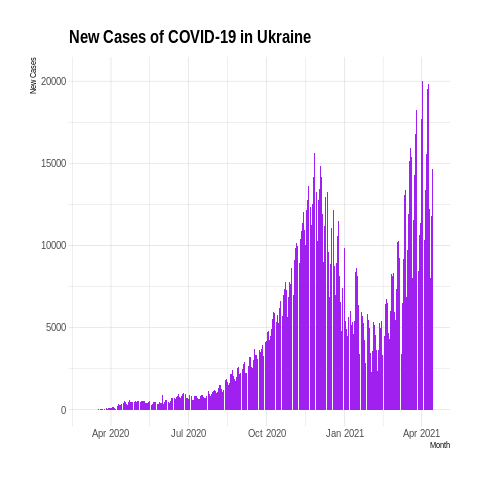 New Cases of COVID-19 in Ukraine
New Cases
20000
15000
10000
5000
0
Apr 2020 Jul 2020 Oct 2020 Jan 2021 Apr 2021
Month